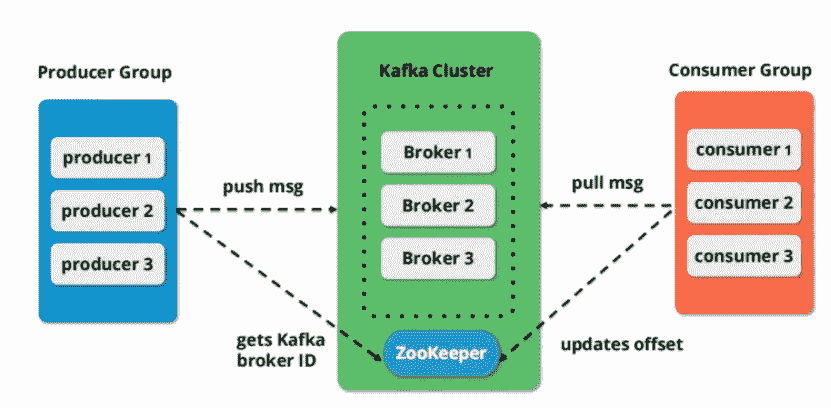 Producer Group
producer 1
producer 2
producer 3
push msg
gets Kafka
broker ID
Kafka Cluster
Broker 1
Broker 2
Broker 3
ZooKeeper
pull msg
updates offset
Consumer Group
consumer 1
consumer 2
consumer 3